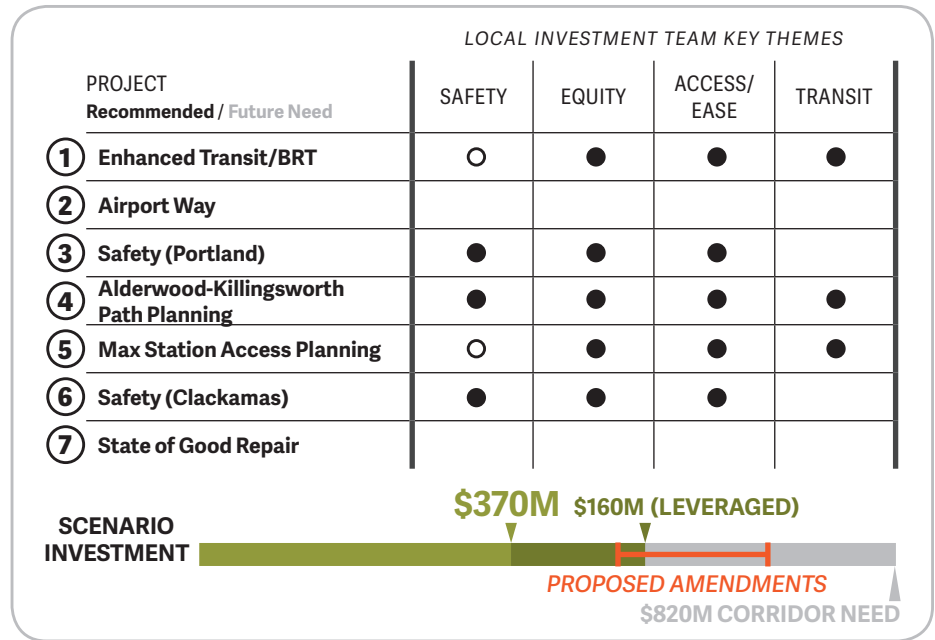 LOCAL INVESTMENT TEAM KEY THEMES
PROJECT
Recommended / Future Need
SAFETY
EQUITY
ACCESS/
EASE
TRANSIT
1 Enhanced Transit/BRT
2 Airport Way
3 Safety (Portland)
4 Alderwood-Killingsworth
Path Planning
5 Max Station Access Planning
6 Safety (Clackamas)
7 State of Good Repair
$370M $160M (LEVERAGED)
SCENARIO
INVESTMENT
PROPOSED AMENDMENTS
$820M CORRIDOR NEED